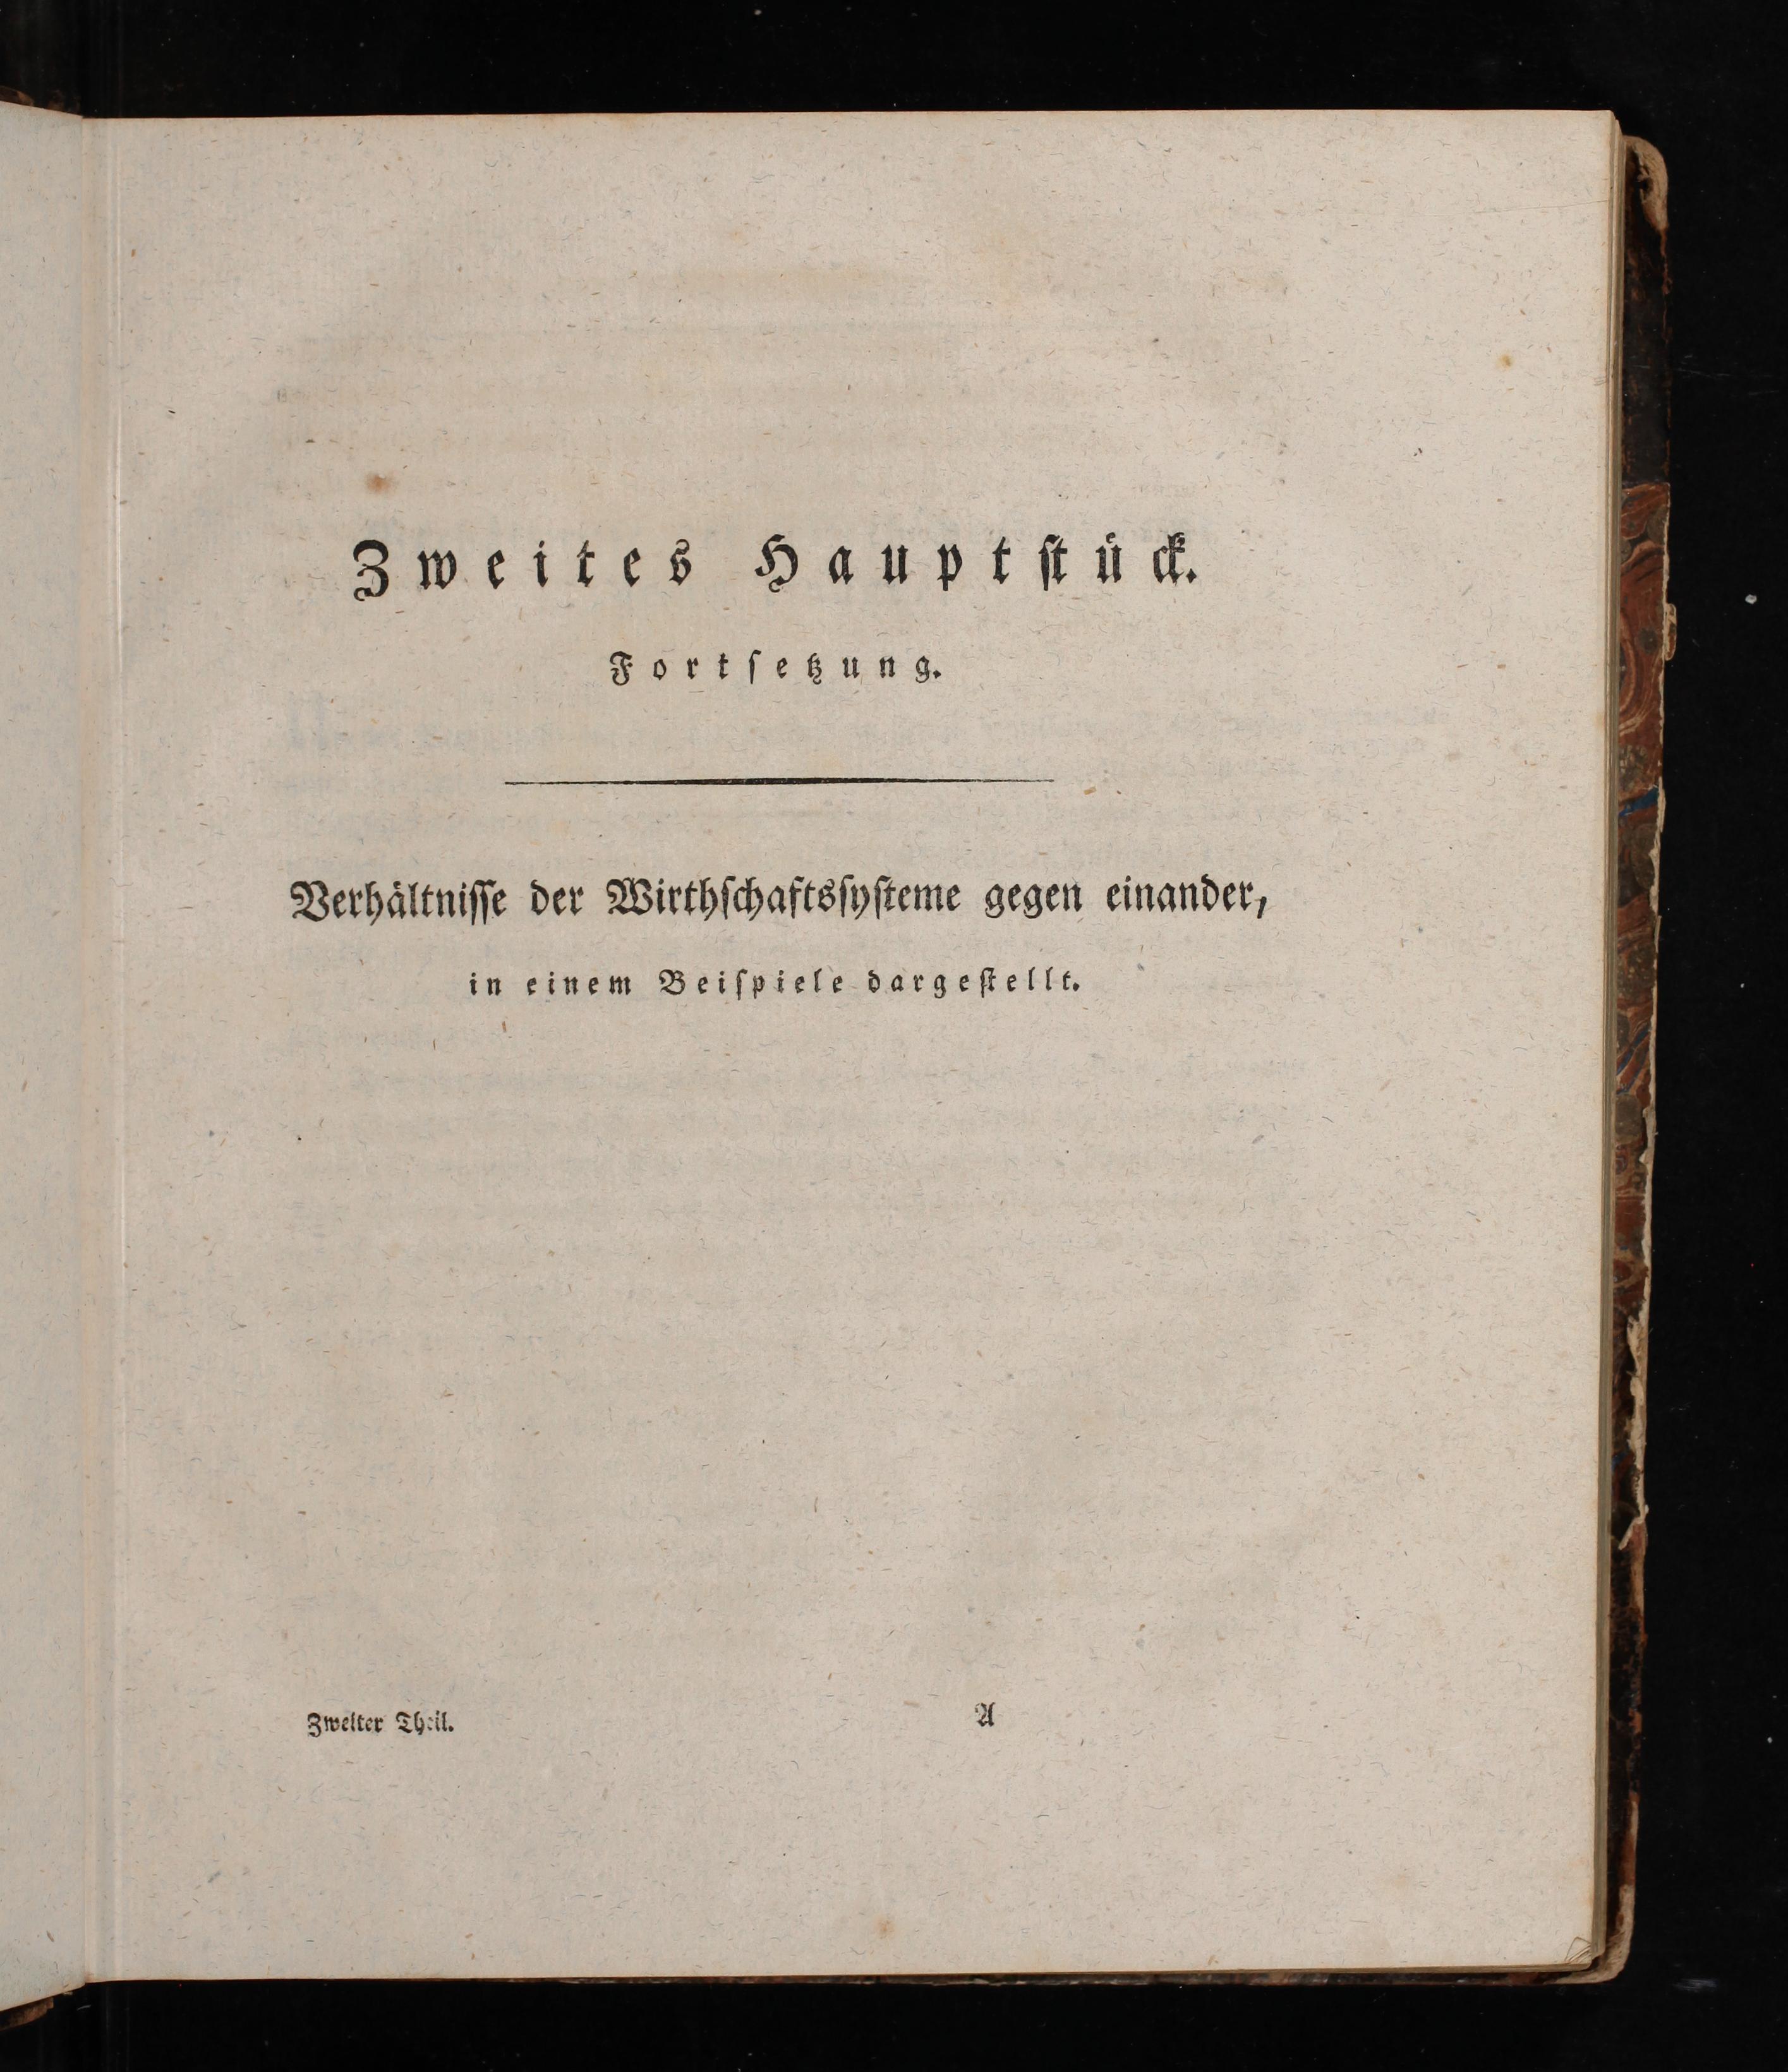 Zweites Hauptſtück.
Fortſetzung.
Verhältniſſe der Wirthſchaftsſyſteme gegen einander,
in einem Beiſpiele dargeſtellt.
Zweiter Theil.
A